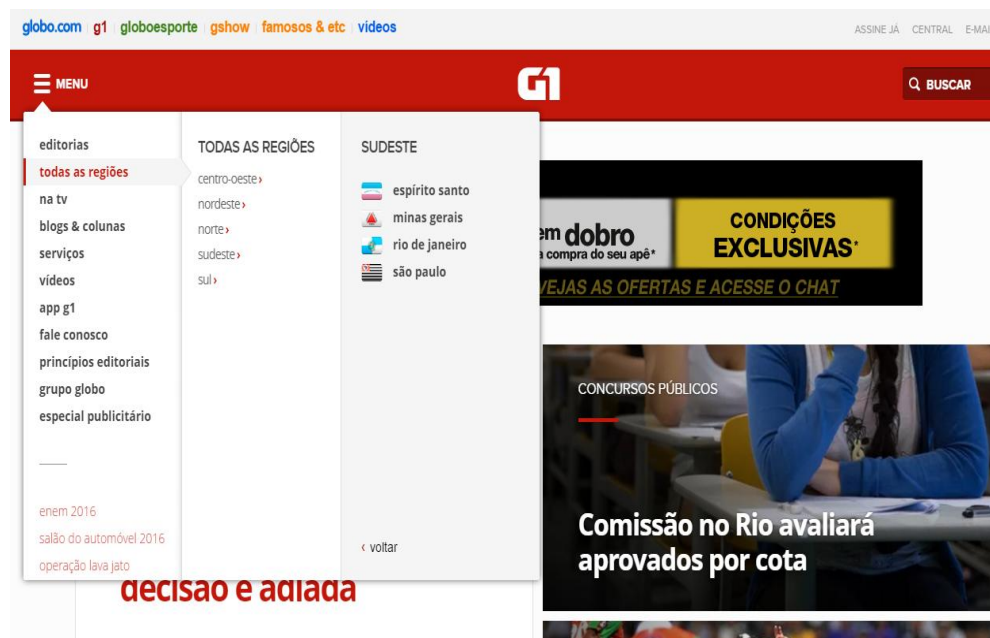 globo.com g1 globoesporte gshow famosos & etc vídeos
ASSINE JÁ CENTRAL E-MAI
MENU
G1
BUSCAR
editorias
todas as regiões
na tv
blogs & colunas
serviços
vídeos
app g1
fale conosco
princípios editoriais
grupo globo
especial publicitário
enem 2016
salão do automóvel 2016
operação lava jato
TODAS AS REGIÕES
centro-oeste ›
nordeste ›
norte ›
sudeste ›
sul ›
SUDESTE
espírito santo
minas gerais
rio de janeiro
são paulo
‹ voltar
em dobro
a compra do seu apê*
CONDIÇÕES
EXCLUSIVAS*
VEJAS AS OFERTAS E ACESSE O CHAT
CONCURSOS PÚBLICOS
Comissão no Rio avaliará
aprovados por cota
decisão é adiada